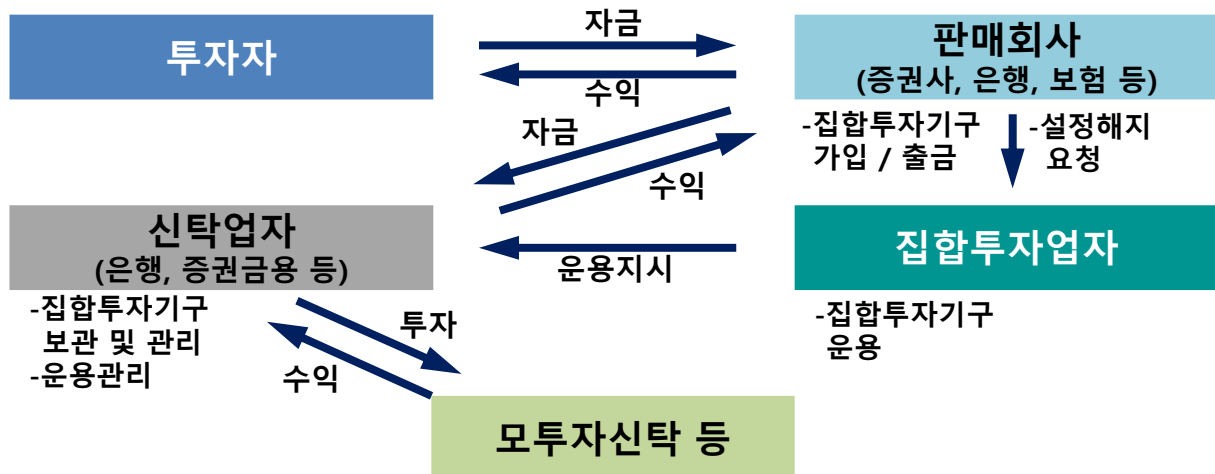 투자자
자금
수익
판매회사
(증권사, 은행, 보험 등)
자금
수익
-집합투자기구
가입 / 출금
-설정해지
요청
신탁업자
(은행, 증권금용 등)
운용지시
집합투자업자
-집합투자기구
보관 및 관리
-운용관리
투자
수익
-집합투자기구
운용
모투자신탁 등